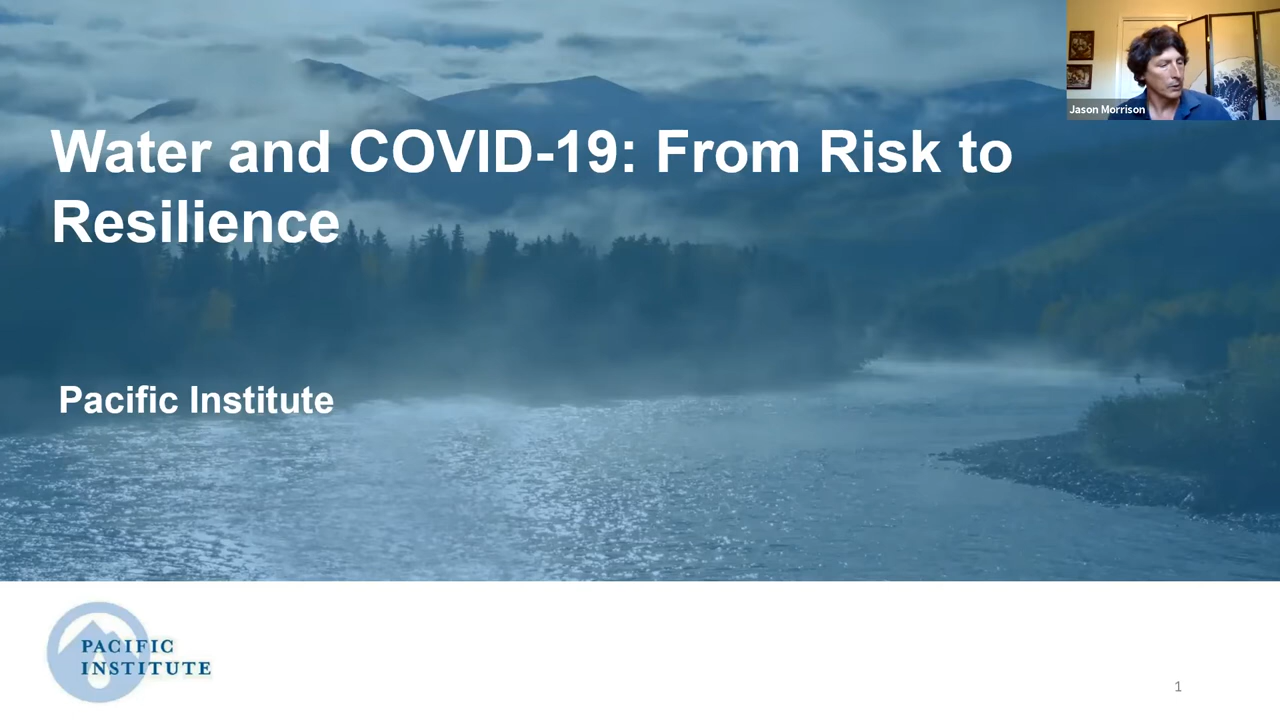 Jason Morrison
Water and COVID-19: From Risk to
Resilience
Pacific Institute
PACIFIC
INSTITUTE
1